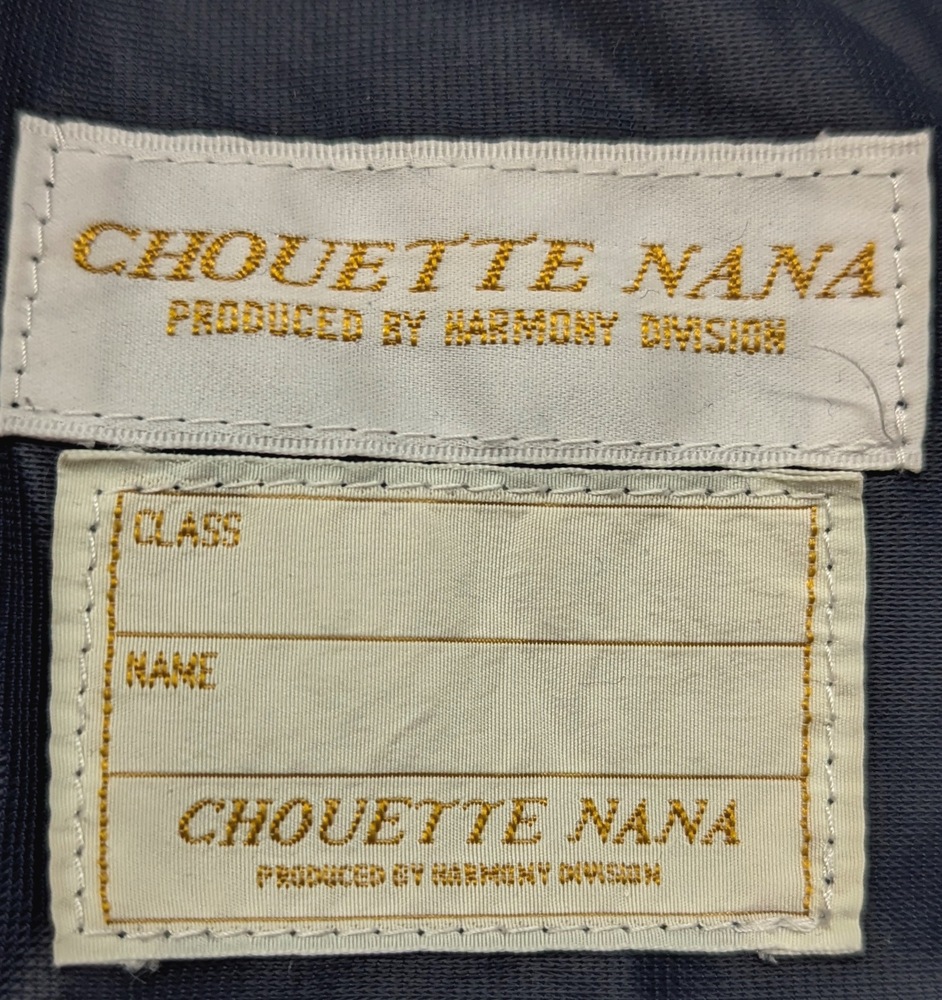 CHOUETTE NANA
PRODUCED BY HARMONY DIVISION
CLASS
NAME
CHOUETTE NANA
PRODUCED BY HARMONY DIVISION